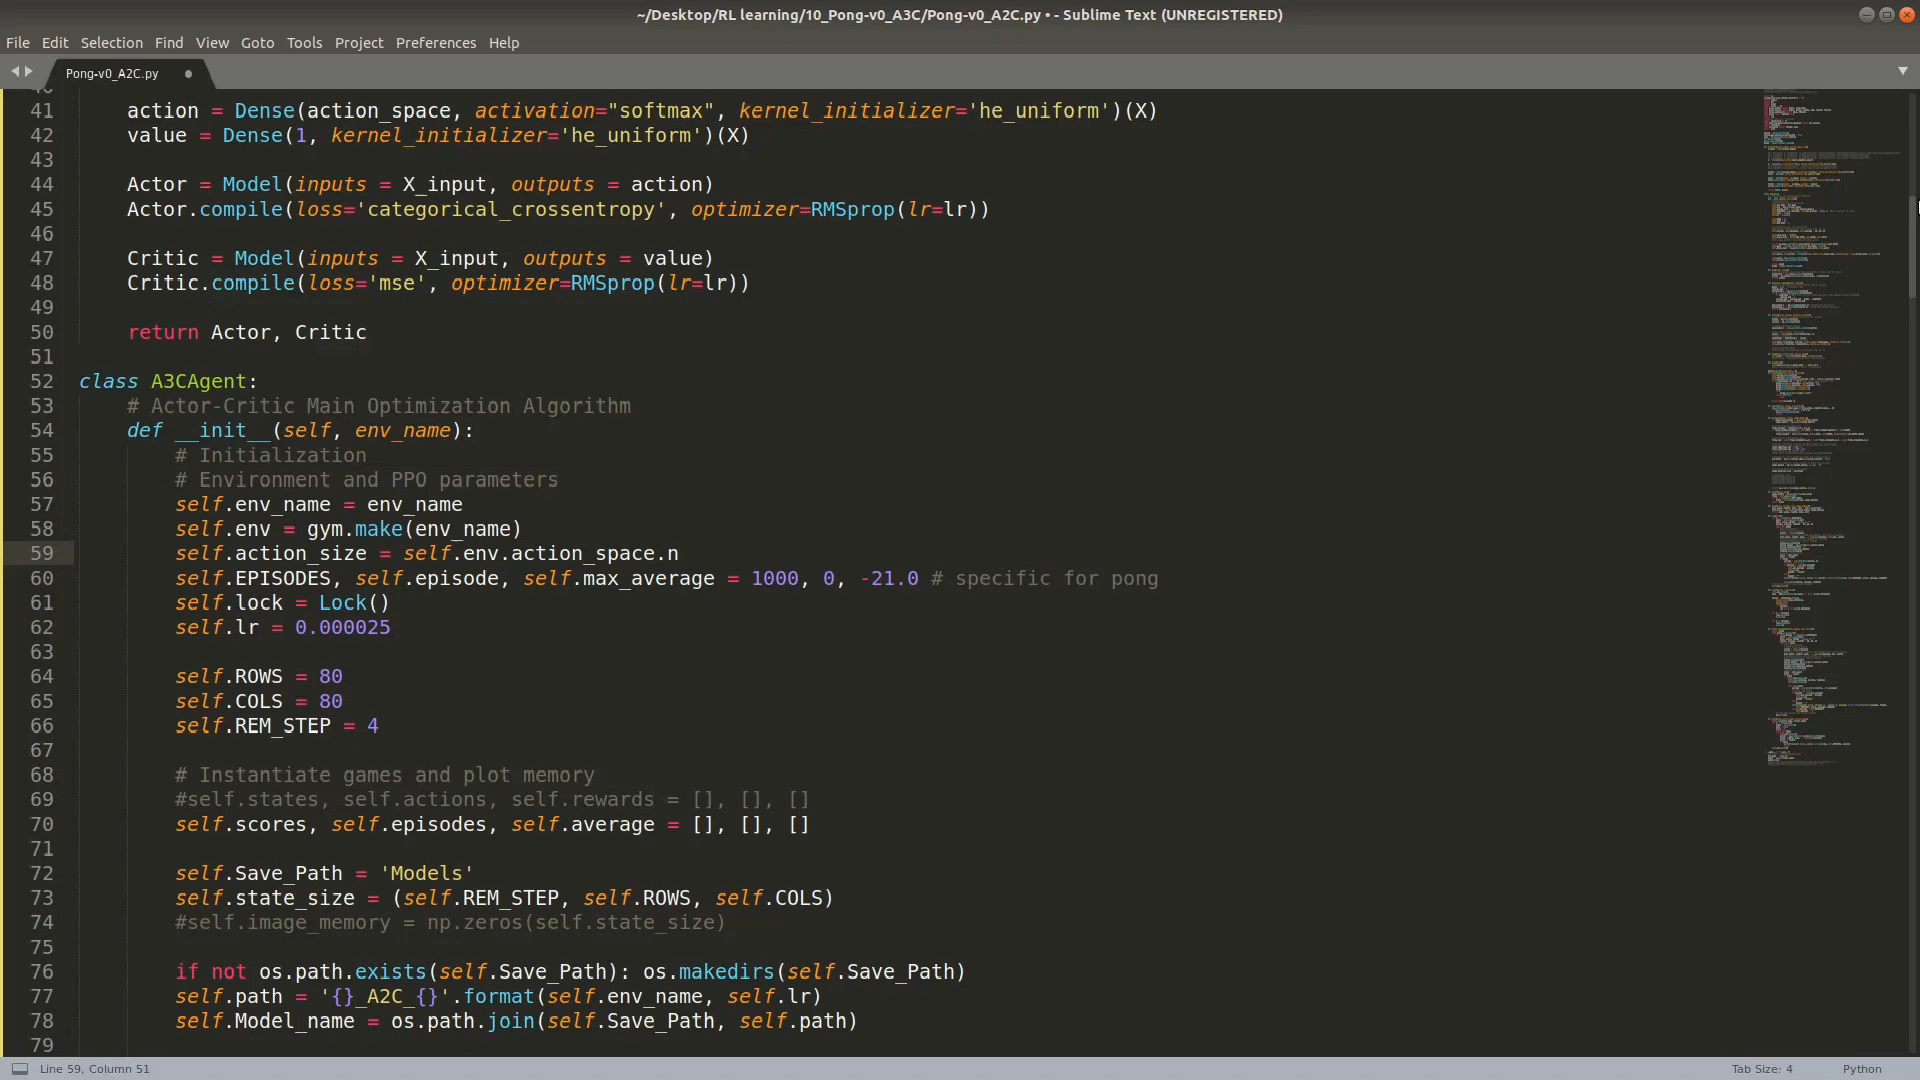 ~/Desktop/RL learning/10_Pong-v0_A3C/Pong-v0_A2C.py • - Sublime Text (UNREGISTERED)
File Edit Selection Find View Goto Tools Project Preferences Help
Pong-v0_A2C.py
40
41 action = Dense(action_space, activation="softmax", kernel_initializer='he_uniform')(X)
42 value = Dense(1, kernel_initializer='he_uniform')(X)
43
44 Actor = Model(inputs = X_input, outputs = action)
45 Actor.compile(loss='categorical_crossentropy', optimizer=RMSprop(lr=lr))
46
47 Critic = Model(inputs = X_input, outputs = value)
48 Critic.compile(loss='mse', optimizer=RMSprop(lr=lr))
49
50 return Actor, Critic
51
52 class A3CAgent:
53 # Actor-Critic Main Optimization Algorithm
54 def __init__(self, env_name):
55 # Initialization
56 # Environment and PPO parameters
57 self.env_name = env_name
58 self.env = gym.make(env_name)
59 self.action_size = self.env.action_space.n
60 self.EPISODES, self.episode, self.max_average = 1000, 0, -21.0 # specific for pong
61 self.lock = Lock()
62 self.lr = 0.000025
63
64 self.ROWS = 80
65 self.COLS = 80
66 self.REM_STEP = 4
67
68 # Instantiate games and plot memory
69 #self.states, self.actions, self.rewards = [], [], []
70 self.scores, self.episodes, self.average = [], [], []
71
72 self.Save_Path = 'Models'
73 self.state_size = (self.REM_STEP, self.ROWS, self.COLS)
74 #self.image_memory = np.zeros(self.state_size)
75
76 if not os.path.exists(self.Save_Path): os.makedirs(self.Save_Path)
77 self.path = '{}_A2C_{}'.format(self.env_name, self.lr)
78 self.Model_name = os.path.join(self.Save_Path, self.path)
79
Line 59, Column 51 Tab Size: 4 Python